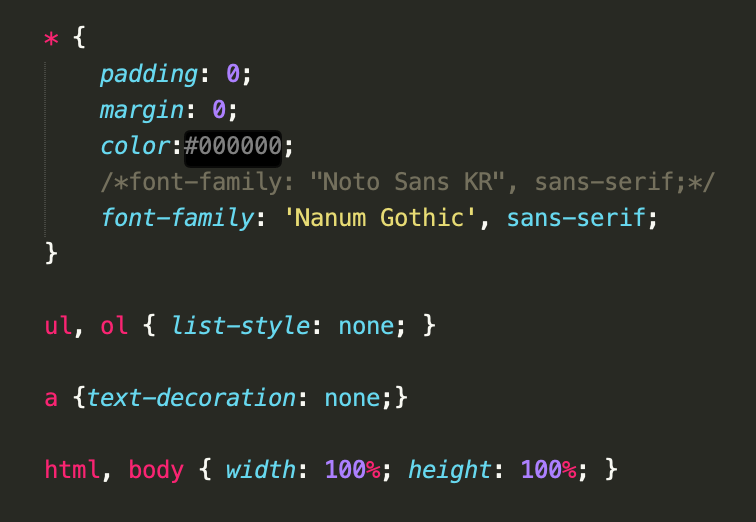 * {
padding: 0;
margin: 0;
color:#000000;
/*font-family: "Noto Sans KR", sans-serif;*/
font-family: 'Nanum Gothic', sans-serif;
}
ul, ol { list-style: none; }
a {text-decoration: none;}
html, body { width: 100%; height: 100%; }